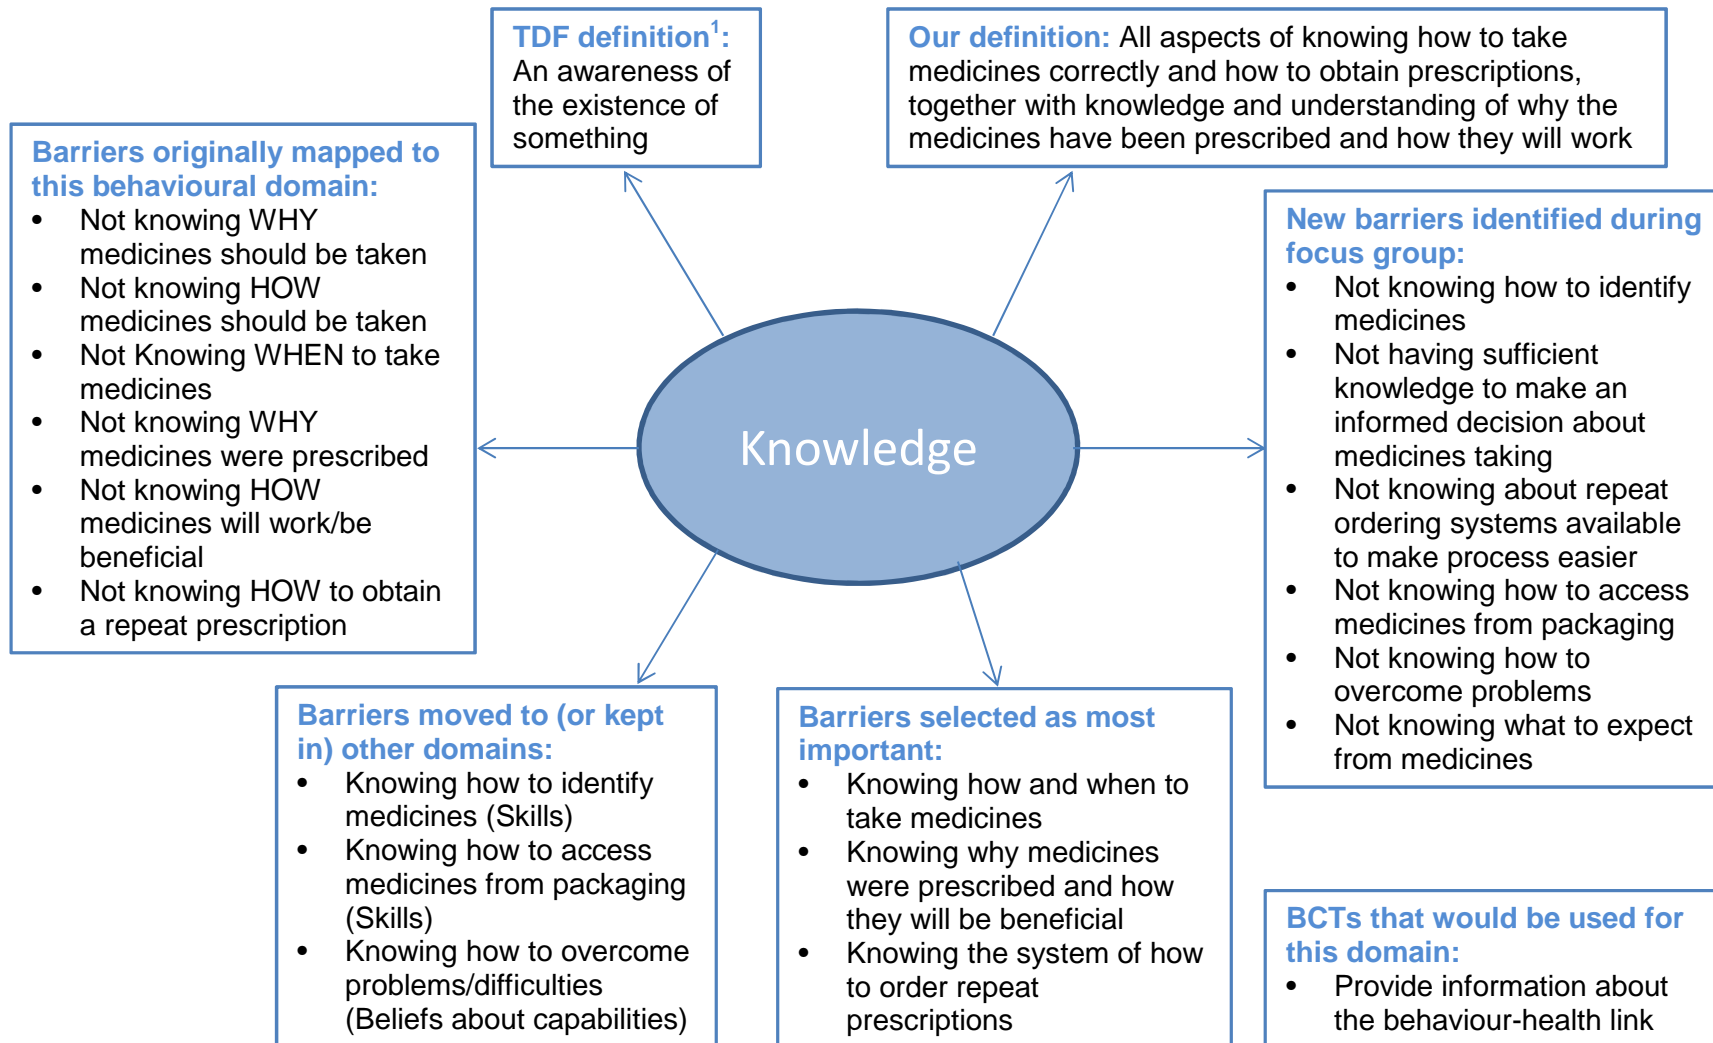 TDF definition1:
An awareness of
the existence of
something
Our definition: All aspects of knowing how to take
medicines correctly and how to obtain prescriptions,
together with knowledge and understanding of why the
medicines have been prescribed and how they will work
Barriers originally mapped to
this behavioural domain:
• Not knowing WHY
medicines should be taken
• Not knowing HOW
medicines should be taken
• Not Knowing WHEN to take
medicines
• Not knowing WHY
medicines were prescribed
• Not knowing HOW
medicines will work/be
beneficial
• Not knowing HOW to obtain
a repeat prescription
Knowledge
New barriers identified during
focus group:
• Not knowing how to identify
medicines
• Not having sufficient
knowledge to make an
informed decision about
medicines taking
• Not knowing about repeat
ordering systems available
to make process easier
• Not knowing how to access
medicines from packaging
• Not knowing how to
overcome problems
• Not knowing what to expect
from medicines
Barriers moved to (or kept
in) other domains:
• Knowing how to identify
medicines (Skills)
• Knowing how to access
medicines from packaging
(Skills)
• Knowing how to overcome
problems/difficulties
(Beliefs about capabilities)
Barriers selected as most
important:
• Knowing how and when to
take medicines
• Knowing why medicines
were prescribed and how
they will be beneficial
• Knowing the system of how
to order repeat
prescriptions
BCTs that would be used for
this domain:
• Provide information about
the behaviour-health link